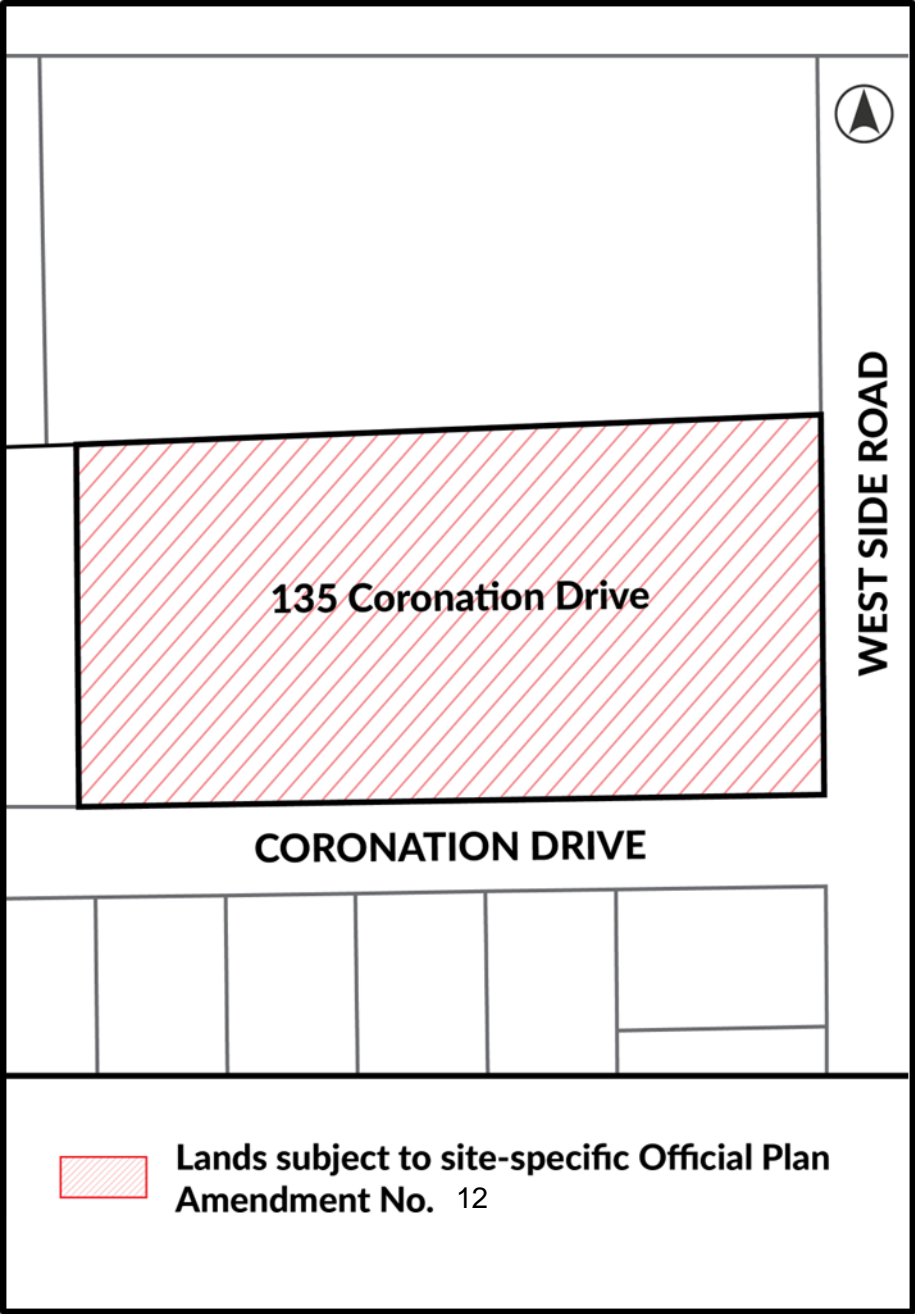 WEST SIDE ROAD
135 Coronation Drive
CORONATION DRIVE
Lands subject to site-specific Official Plan
Amendment No. 12